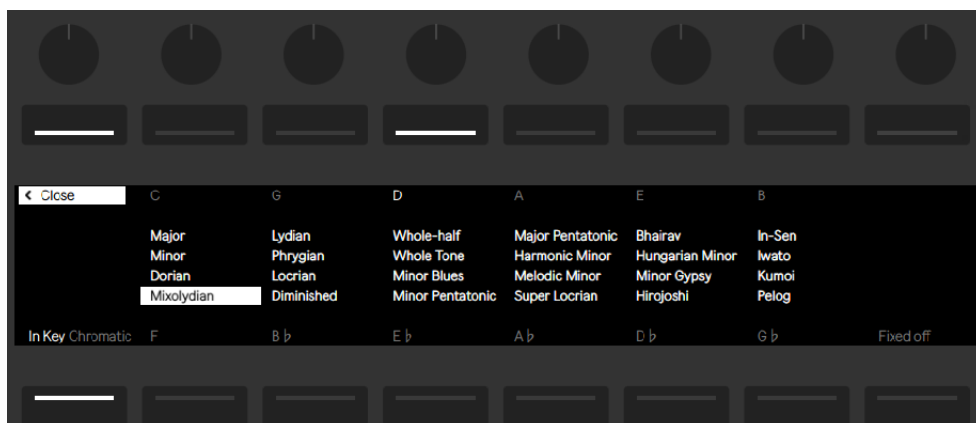 < Close C G D A E B
Major Lydian Whole-half Major Pentatonic Bhairav In-Sen
Minor Phrygian Whole Tone Harmonic Minor Hungarian Minor Iwato
Dorian Locrian Minor Blues Melodic Minor Minor Gypsy Kumoi
Mixolydian Diminished Minor Pentatonic Super Locrian Hirojoshi Pelog
In Key Chromatic F B♭ E♭ A♭ D♭ G♭ Fixed off